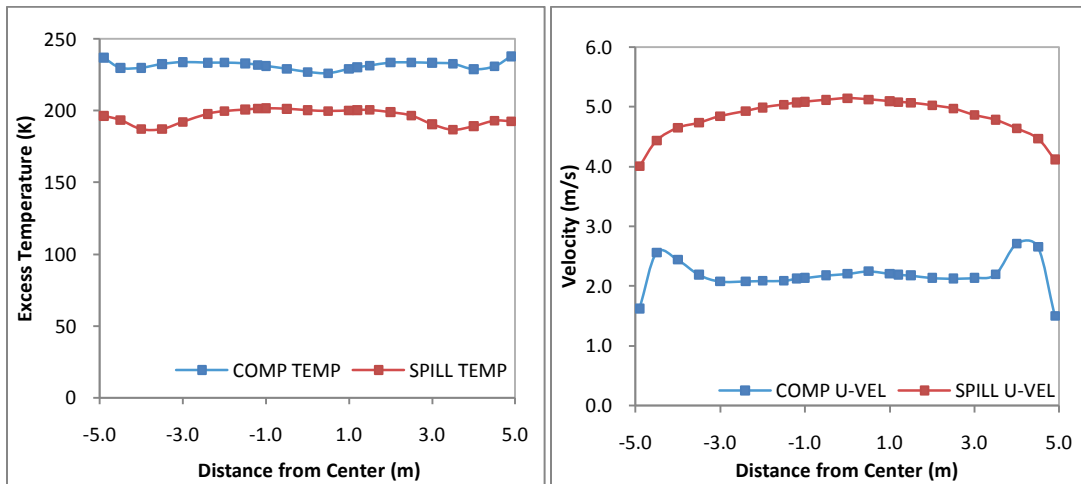 250
200
150
100
50
0
Excess Temperature (K)
COMP TEMP
SPILL TEMP
-5.0 -3.0 -1.0 1.0 3.0 5.0
Distance from Center (m)
6.0
5.0
4.0
3.0
2.0
1.0
0.0
Velocity (m/s)
COMP U-VEL
SPILL U-VEL
-5.0 -3.0 -1.0 1.0 3.0 5.0
Distance from Center (m)